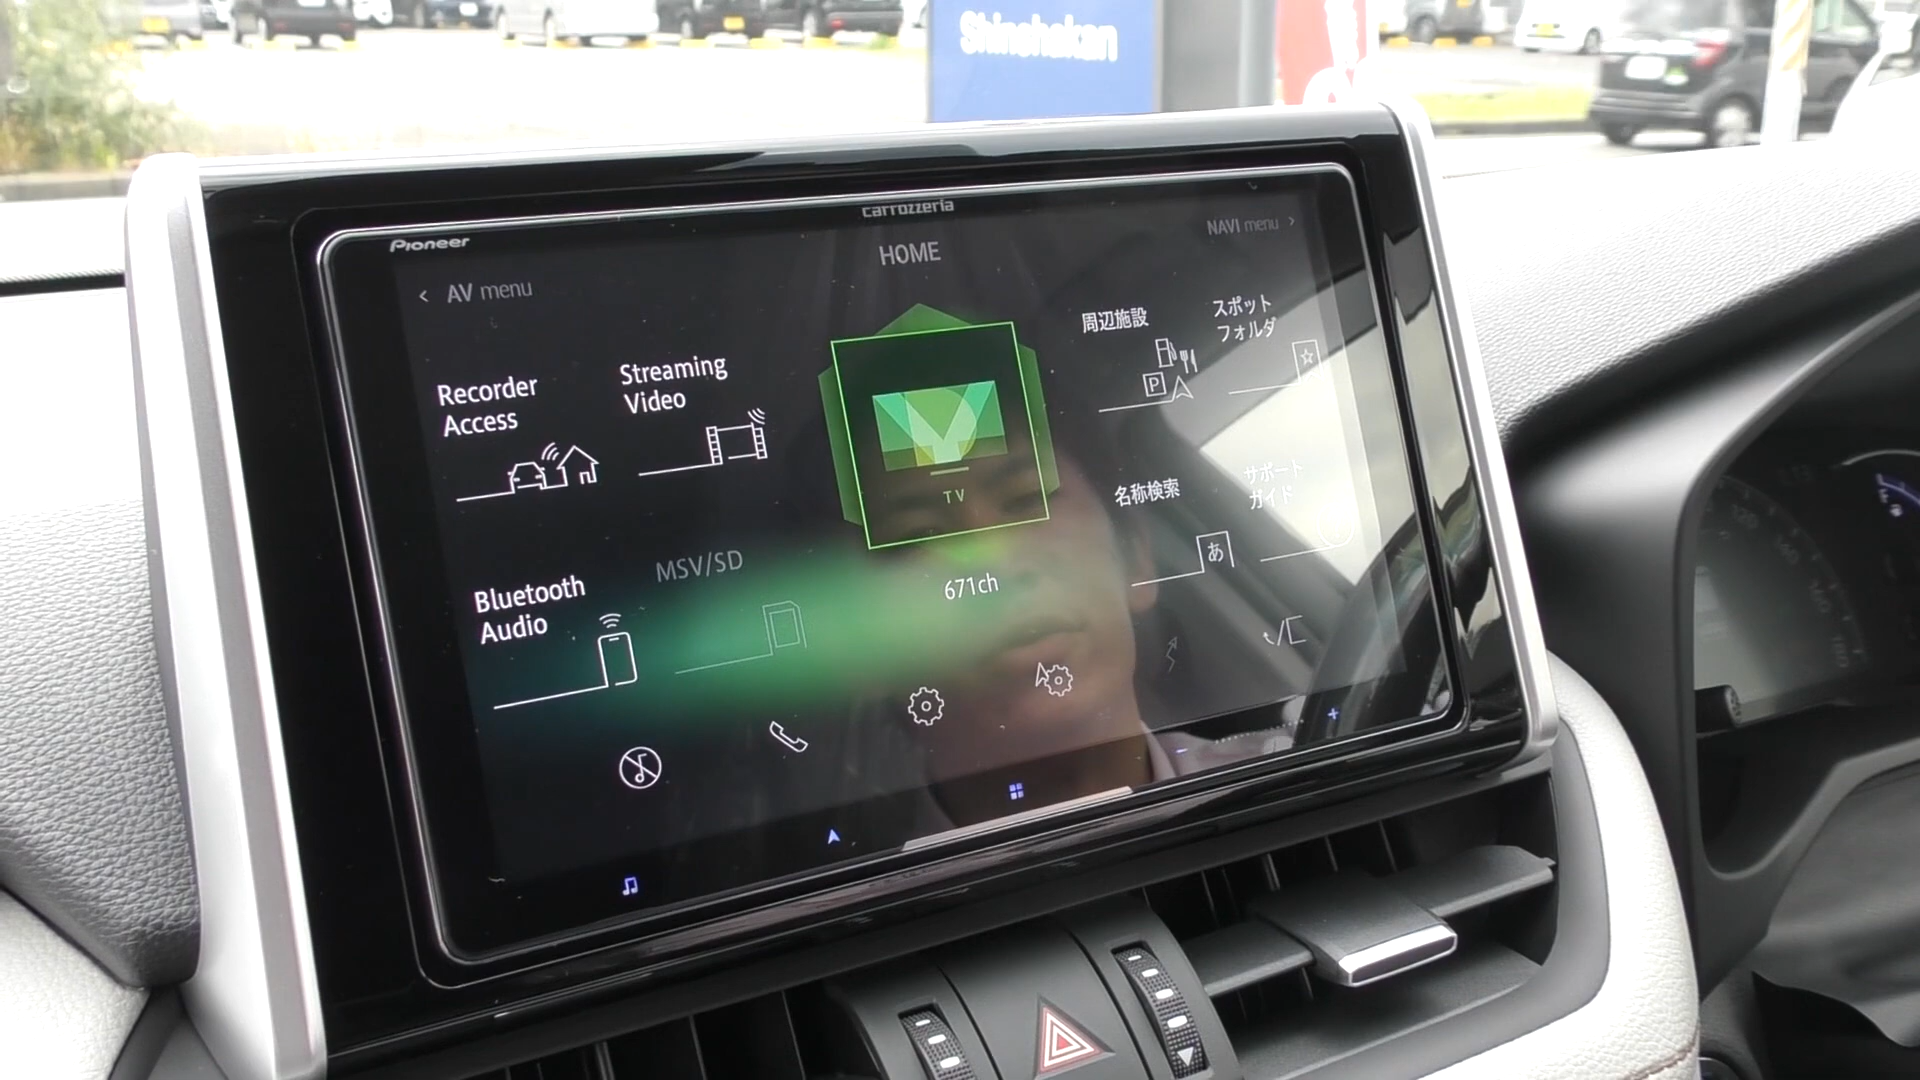 Shinshakan
carrozzeria
Pioneer
HOME
NAVI menu
AV menu
Recorder
Access
Streaming
Video
TV
671ch
周辺施設
スポット
フォルダ
名称検索
あ
サポート
ガイド
P
Bluetooth
Audio
MSV/SD